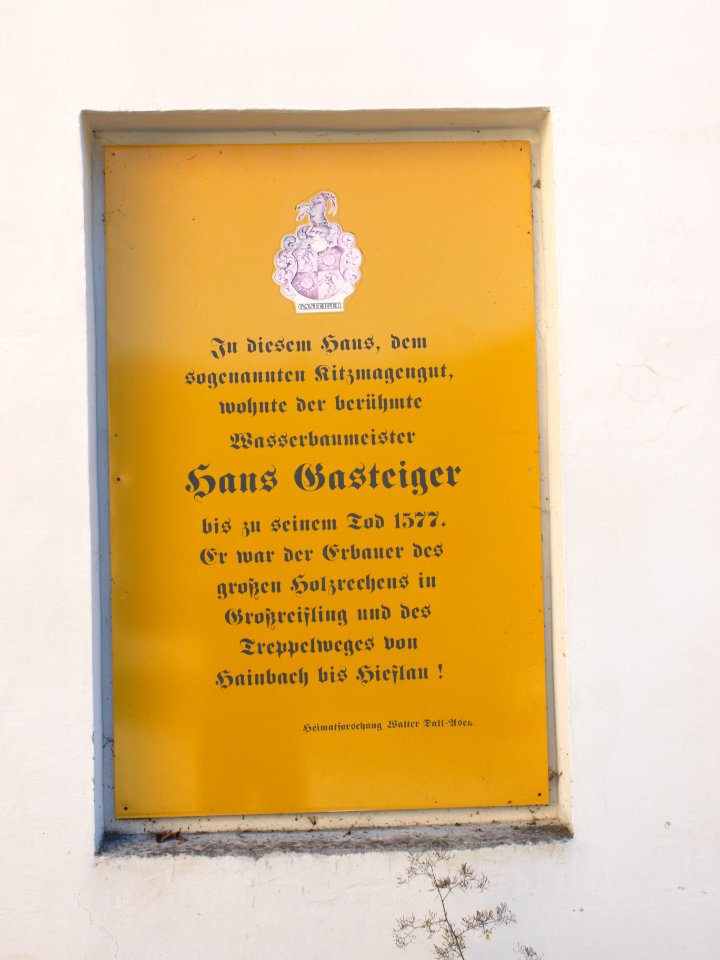 GASTEIGER
In diesem Haus, dem
sogenannten Kitzmagengut,
wohnte der berühmte
Wasserbaumeister
Hans Gasteiger
bis zu seinem Tod 1577.
Er war der Erbauer des
großen Holzrechens in
Großreifling und des
Treppelweges von
Hainbach bis Hieflau !
Heimatforschung Walter Dall-Asen